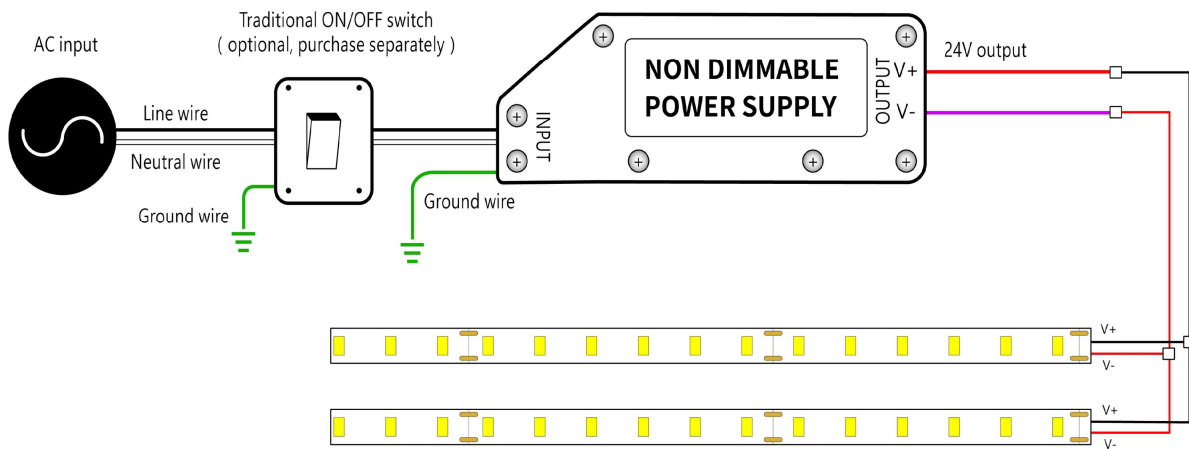 AC input
Traditional ON/OFF switch
( optional, purchase separately )
Line wire
Neutral wire
Ground wire
Ground wire
INPUT
NON DIMMABLE
POWER SUPPLY
OUTPUT
V+
V-
24V output
V+
V-
V+
V-